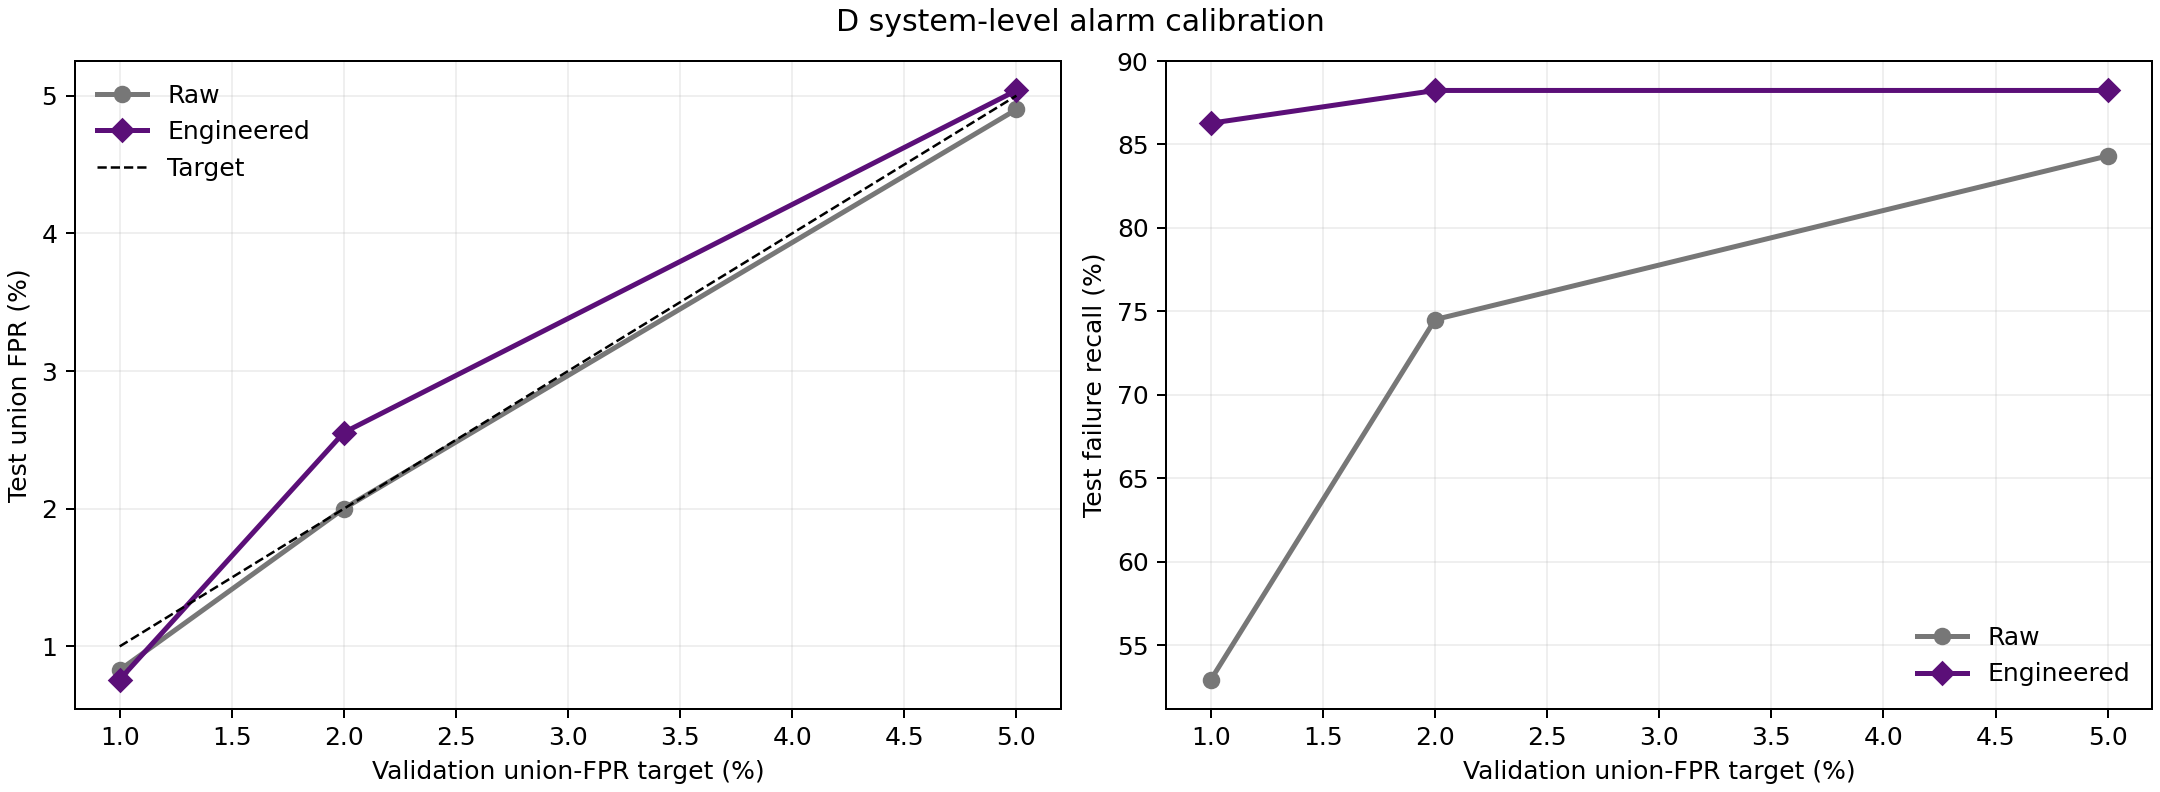 D system-level alarm calibration
Raw
Engineered
Target
5
4
3
2
1
Test union FPR (%)
1.0 1.5 2.0 2.5 3.0 3.5 4.0 4.5 5.0
Validation union-FPR target (%)
90
85
80
75
70
65
60
55
Test failure recall (%)
Raw
Engineered
1.0 1.5 2.0 2.5 3.0 3.5 4.0 4.5 5.0
Validation union-FPR target (%)